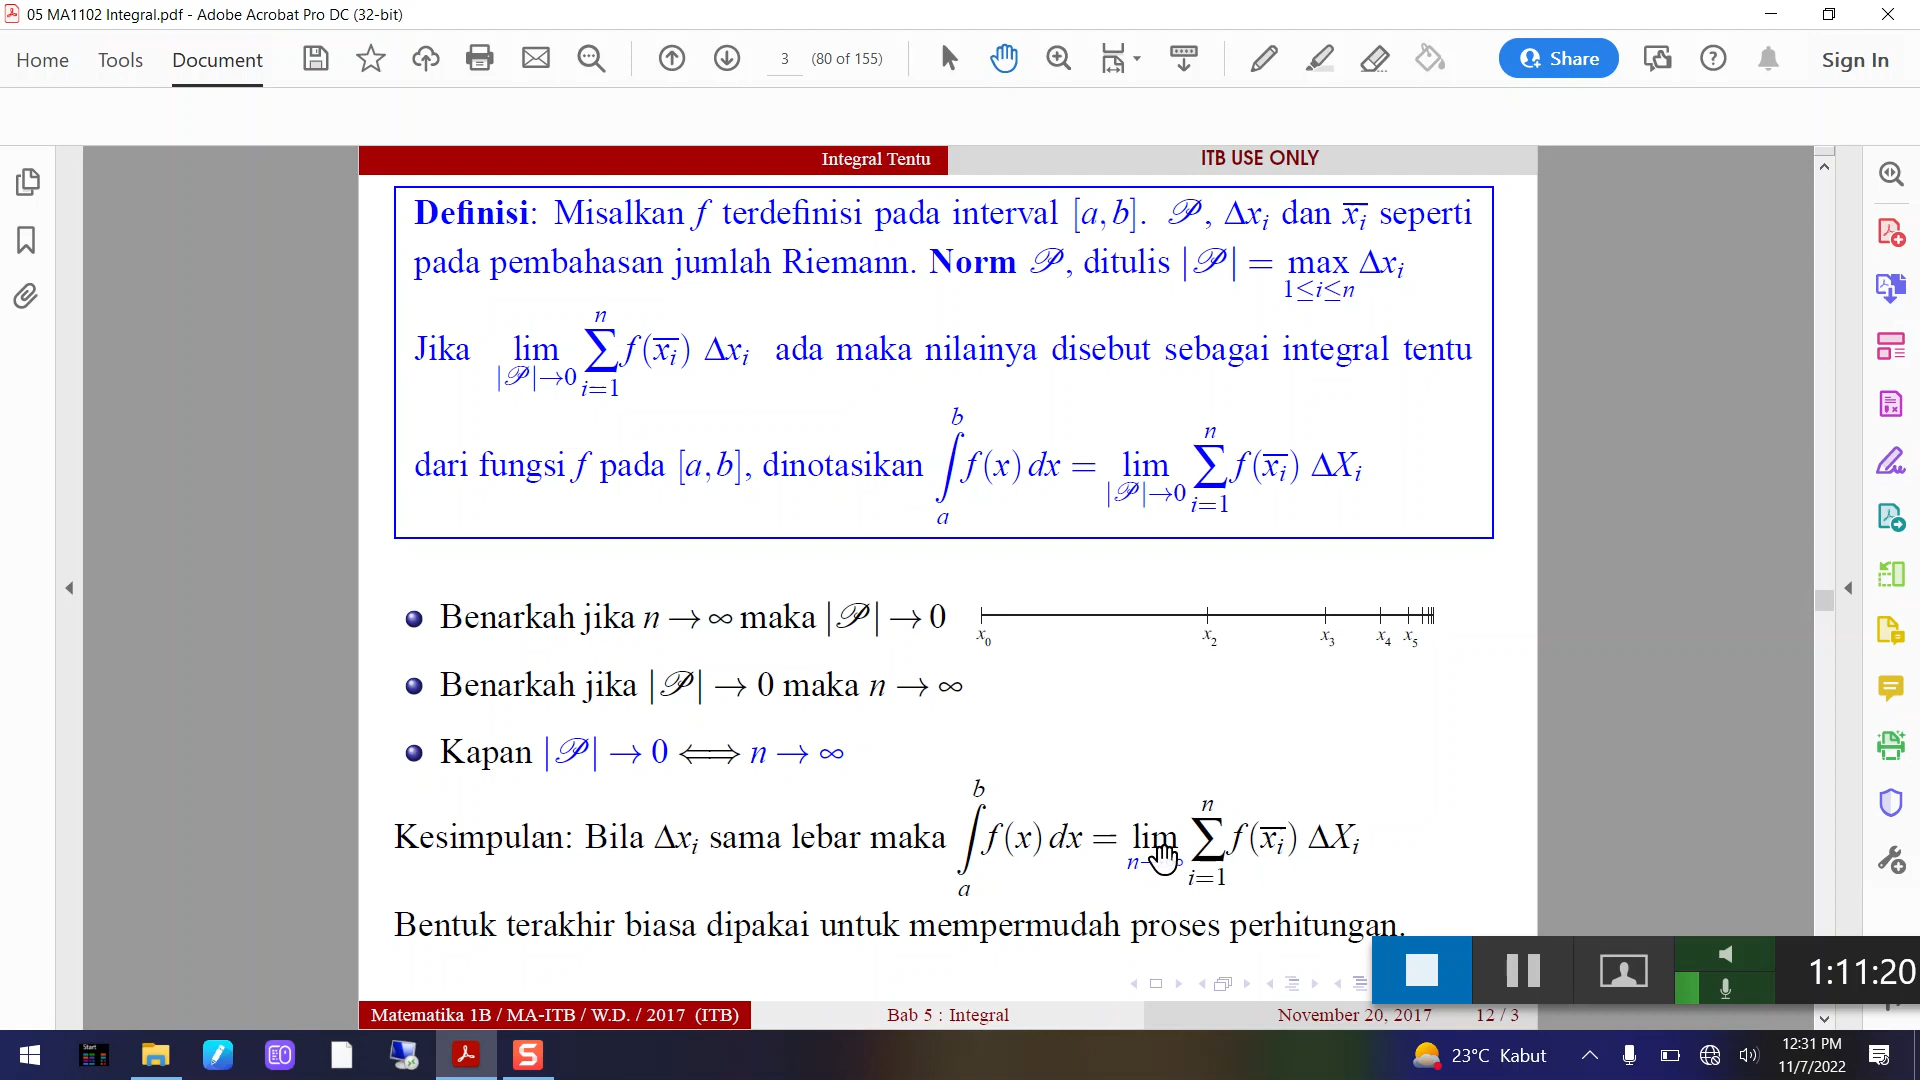 05 MA1102 Integral.pdf - Adobe Acrobat Pro DC (32-bit)
Home Tools Document 3 (80 of 155) Share Sign In
Integral Tentu ITB USE ONLY
Definisi: Misalkan f terdefinisi pada interval [a, b]. 𝒫, Δxᵢ dan x̄ᵢ seperti
pada pembahasan jumlah Riemann. Norm 𝒫, ditulis |𝒫| = max Δxᵢ
1≤i≤n
n
Jika lim ∑ f(x̄ᵢ) Δxᵢ ada maka nilainya disebut sebagai integral tentu
|𝒫|→0 i=1
b n
dari fungsi f pada [a, b], dinotasikan ∫ f(x) dx = lim ∑ f(x̄ᵢ) ΔXᵢ
a |𝒫|→0 i=1
Benarkah jika n → ∞ maka |𝒫| → 0
x₀ x₂ x₃ x₄ x₅
Benarkah jika |𝒫| → 0 maka n → ∞
Kapan |𝒫| → 0 ⟺ n → ∞
b n
Kesimpulan: Bila Δxᵢ sama lebar maka ∫ f(x) dx = lim ∑ f(x̄ᵢ) ΔXᵢ
a i=1
Bentuk terakhir biasa dipakai untuk mempermudah proses perhitungan.
1:11:20
Matematika 1B / MA-ITB / W.D. / 2017 (ITB) Bab 5 : Integral November 20, 2017 12 / 3
Start
23°C Kabut 12:31 PM
11/7/2022